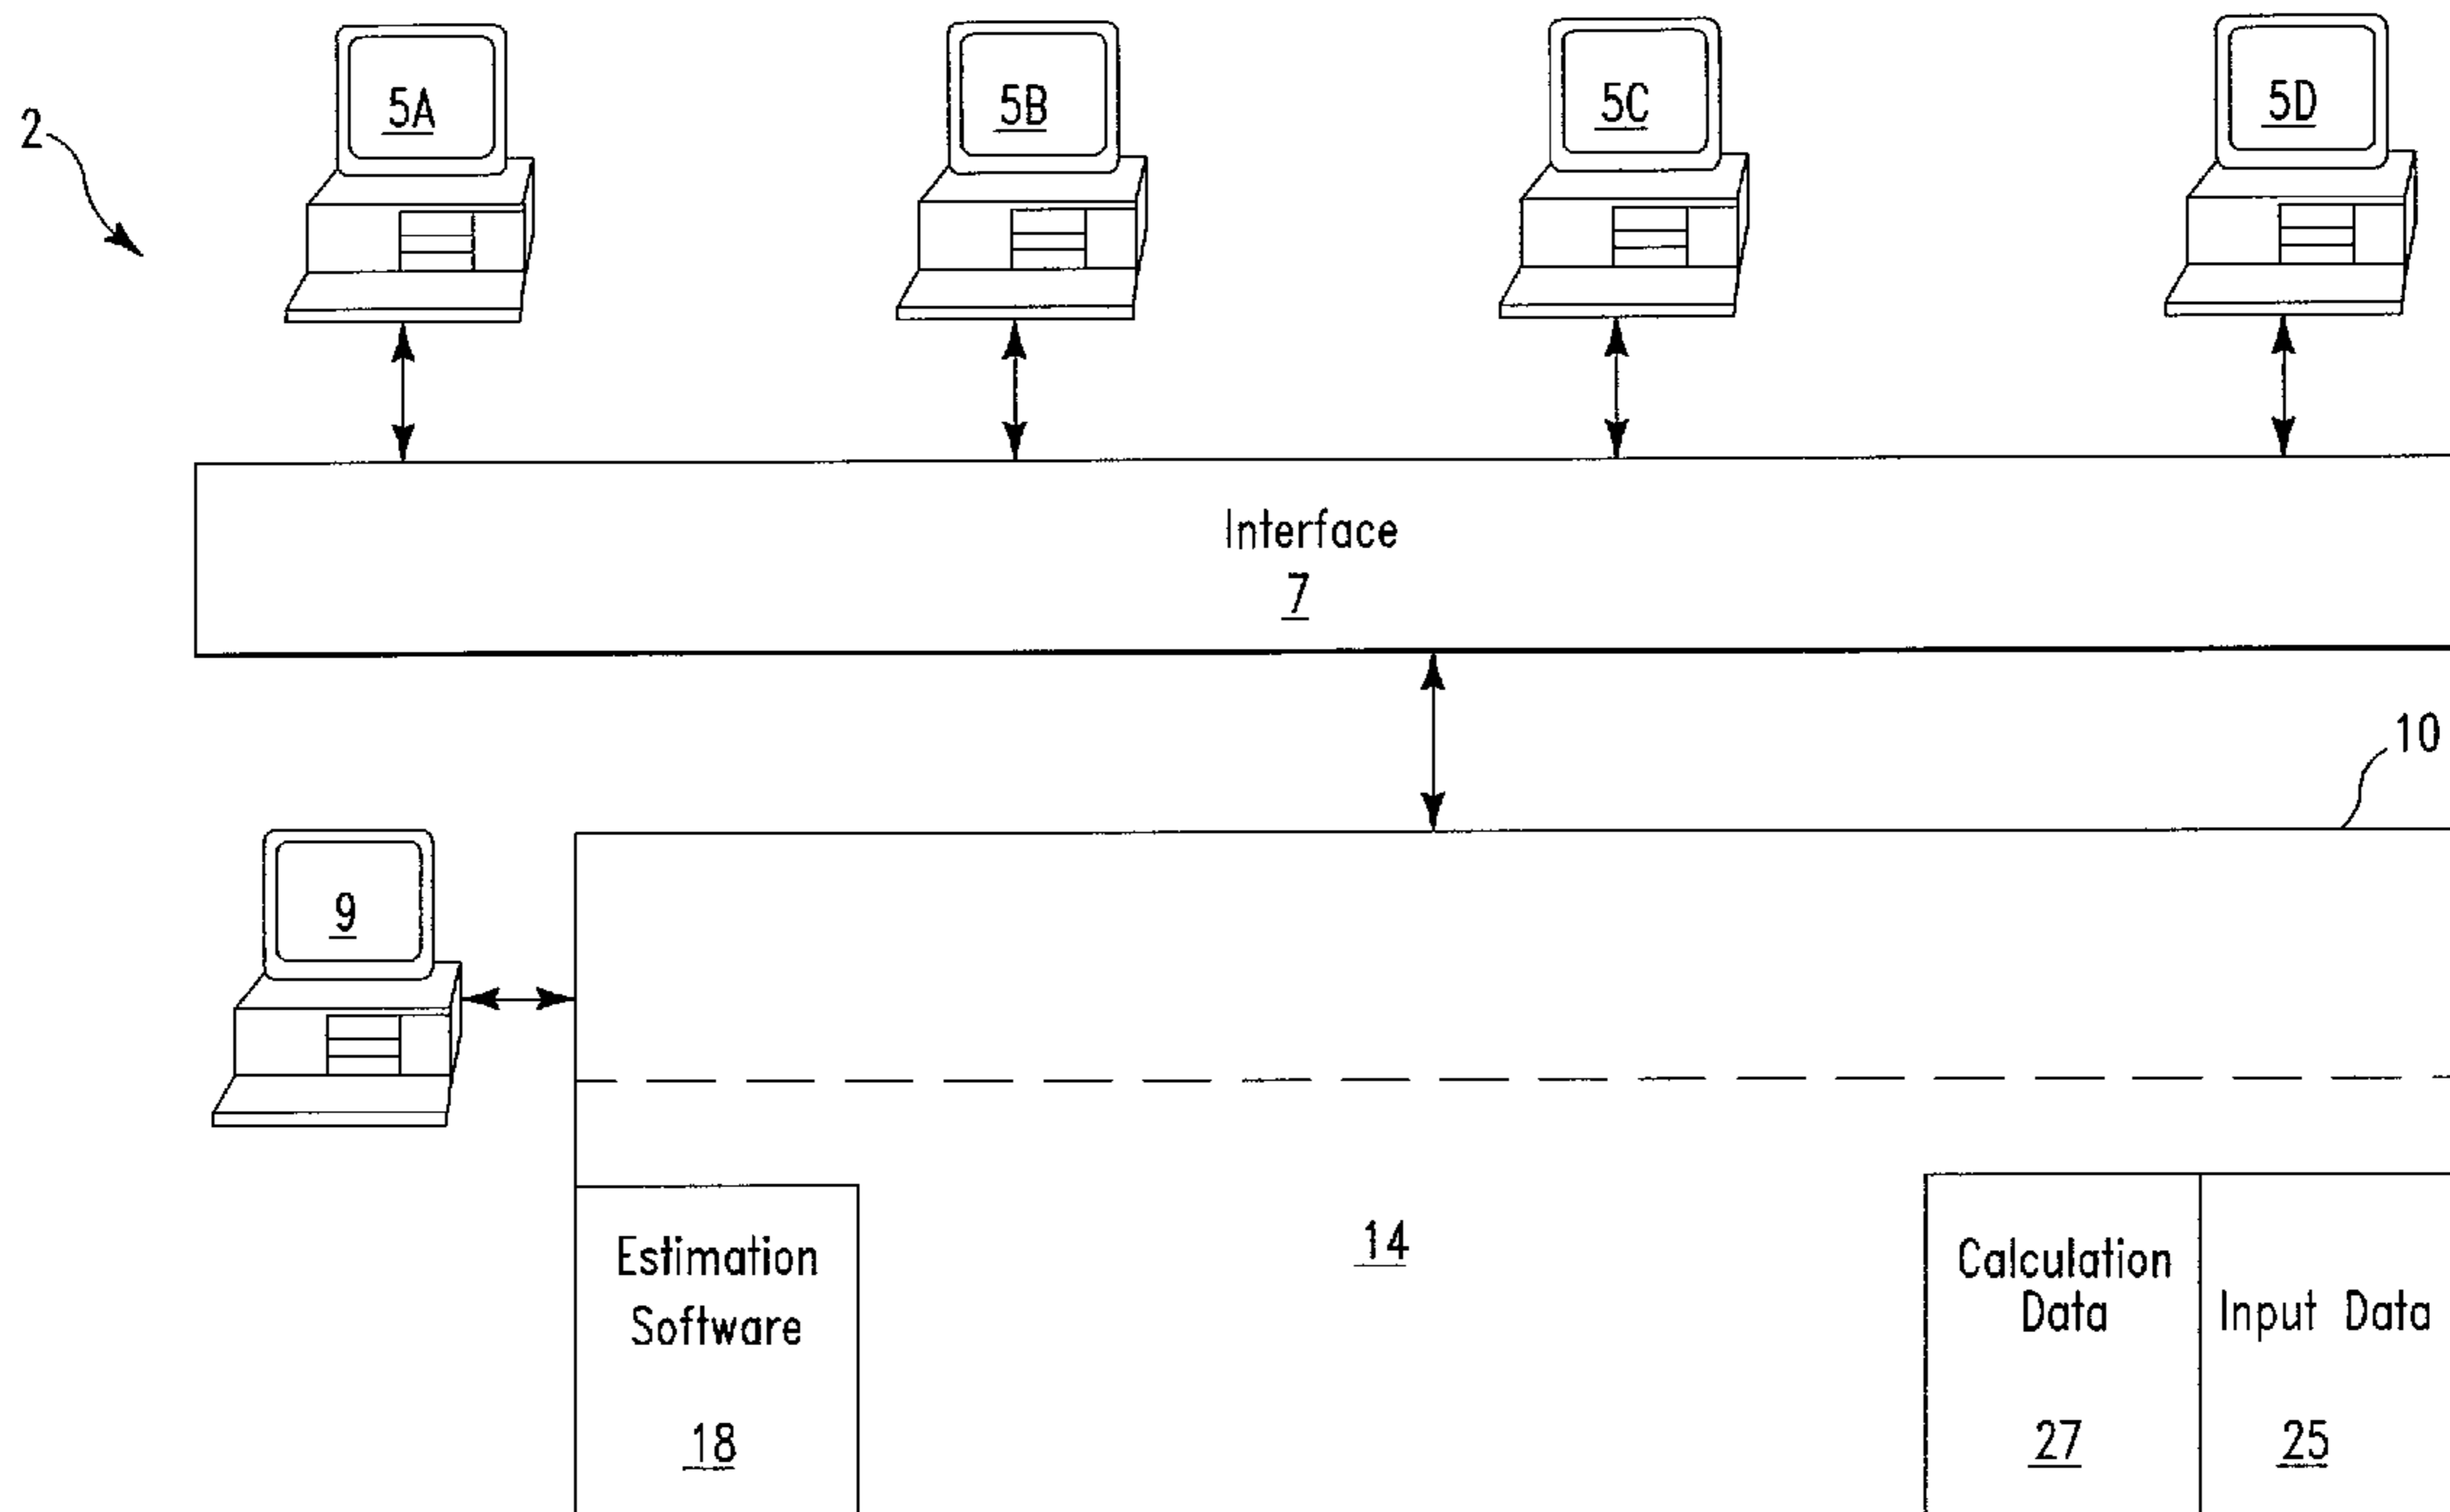 2
5A
5B
5C
5D
Interface
7
10
9
14
Estimation
Software
18
Calculation
Data
27
Input Data
25